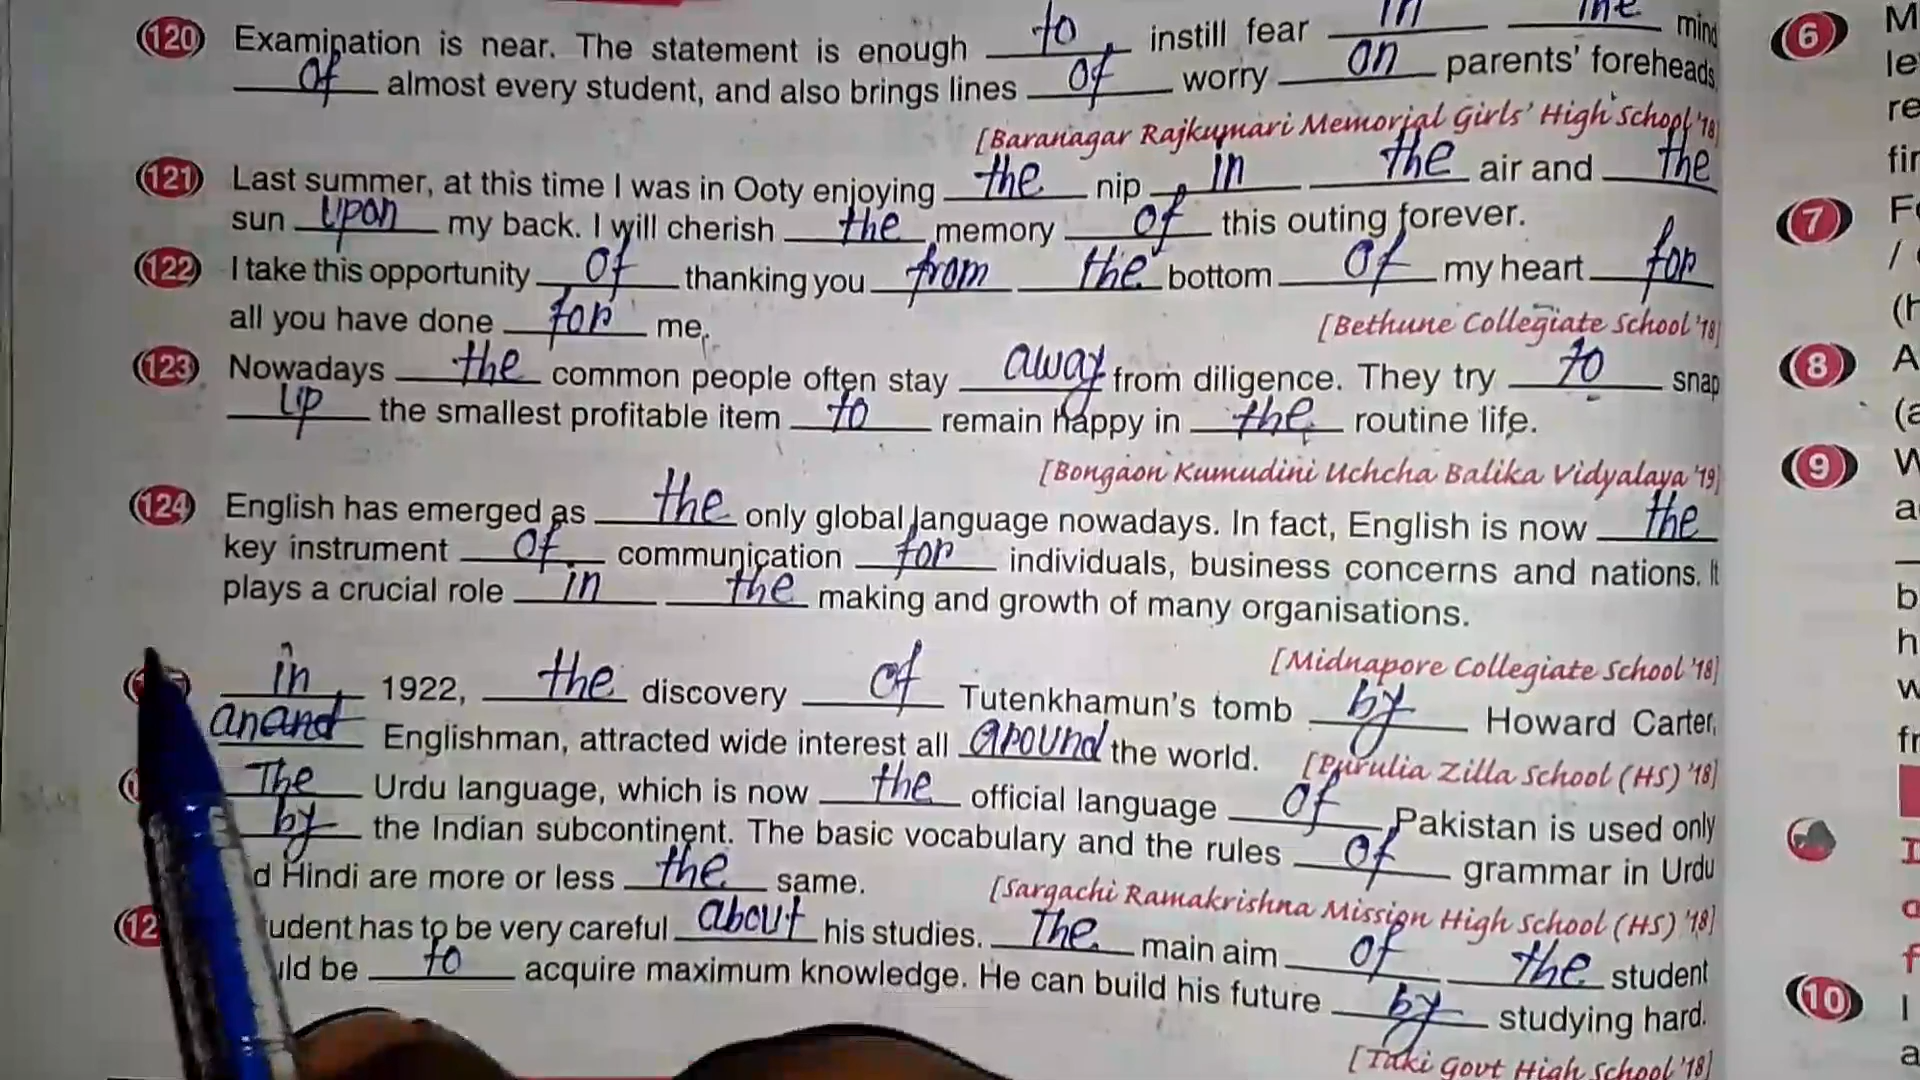 120 Examination is near. The statement is enough to instill fear in the mind
of almost every student, and also brings lines of worry on parents' foreheads.
[Baranagar Rajkumari Memorial Girls' High School '18]
121 Last summer, at this time I was in Ooty enjoying the nip in the air and the
sun upon my back. I will cherish the memory of this outing forever.
122 I take this opportunity of thanking you from the bottom of my heart for
all you have done for me.
[Bethune Collegiate School '18]
123 Nowadays the common people often stay away from diligence. They try to snap
up the smallest profitable item to remain happy in the routine life.
[Bongaon Kumudini Uchcha Balika Vidyalaya '19]
124 English has emerged as the only global language nowadays. In fact, English is now the
key instrument of communication for individuals, business concerns and nations. It
plays a crucial role in the making and growth of many organisations.
[Midnapore Collegiate School '18]
in 1922, the discovery of Tutenkhamun's tomb by Howard Carter,
an Englishman, attracted wide interest all around the world.
[Purulia Zilla School (HS) '18]
The Urdu language, which is now the official language of Pakistan is used only
by the Indian subcontinent. The basic vocabulary and the rules of grammar in Urdu
d Hindi are more or less the same.
[Sargachi Ramakrishna Mission High School (HS) '18]
12 udent has to be very careful about his studies. The main aim of the student
ld be to acquire maximum knowledge. He can build his future by studying hard.
[Taki Govt High School '18]
6 M
le
re
fir
7 F
/
(h
8 A
(a
9 W
a
b
h
w
fr
I
a
f
10 I
a